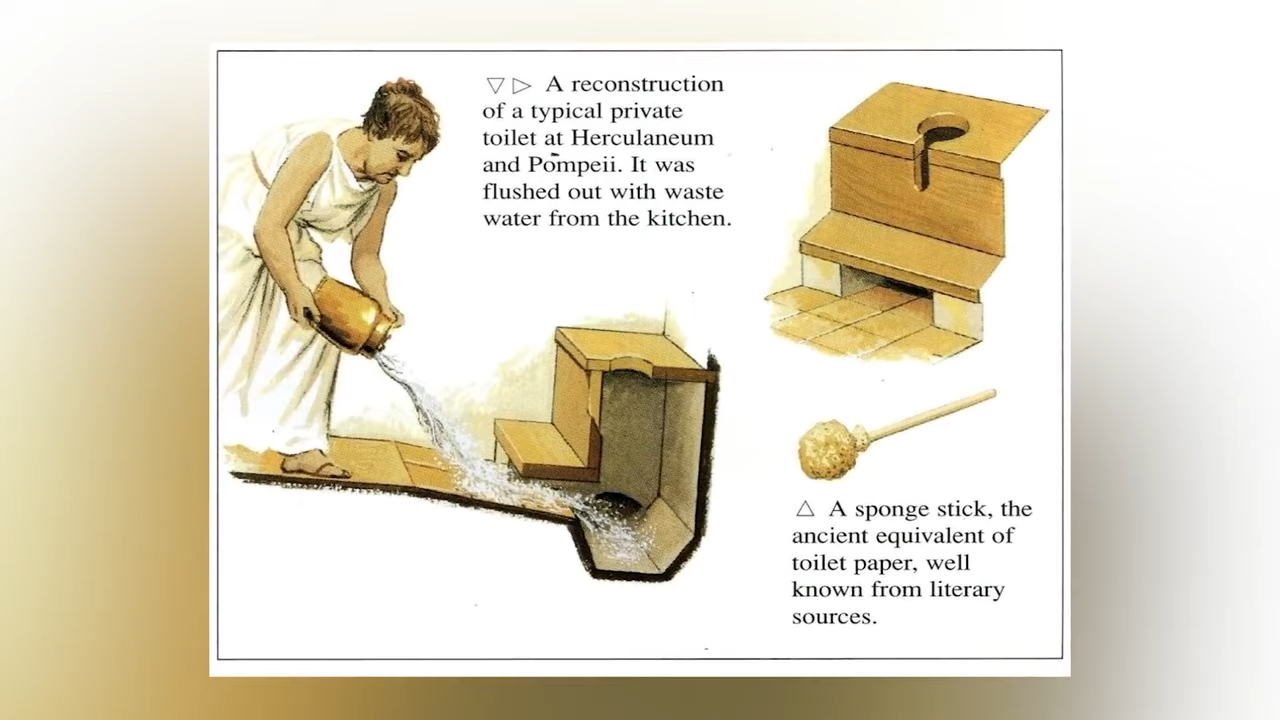 ▽ ▷ A reconstruction
of a typical private
toilet at Herculaneum
and Pompeii. It was
flushed out with waste
water from the kitchen.
△ A sponge stick, the
ancient equivalent of
toilet paper, well
known from literary
sources.